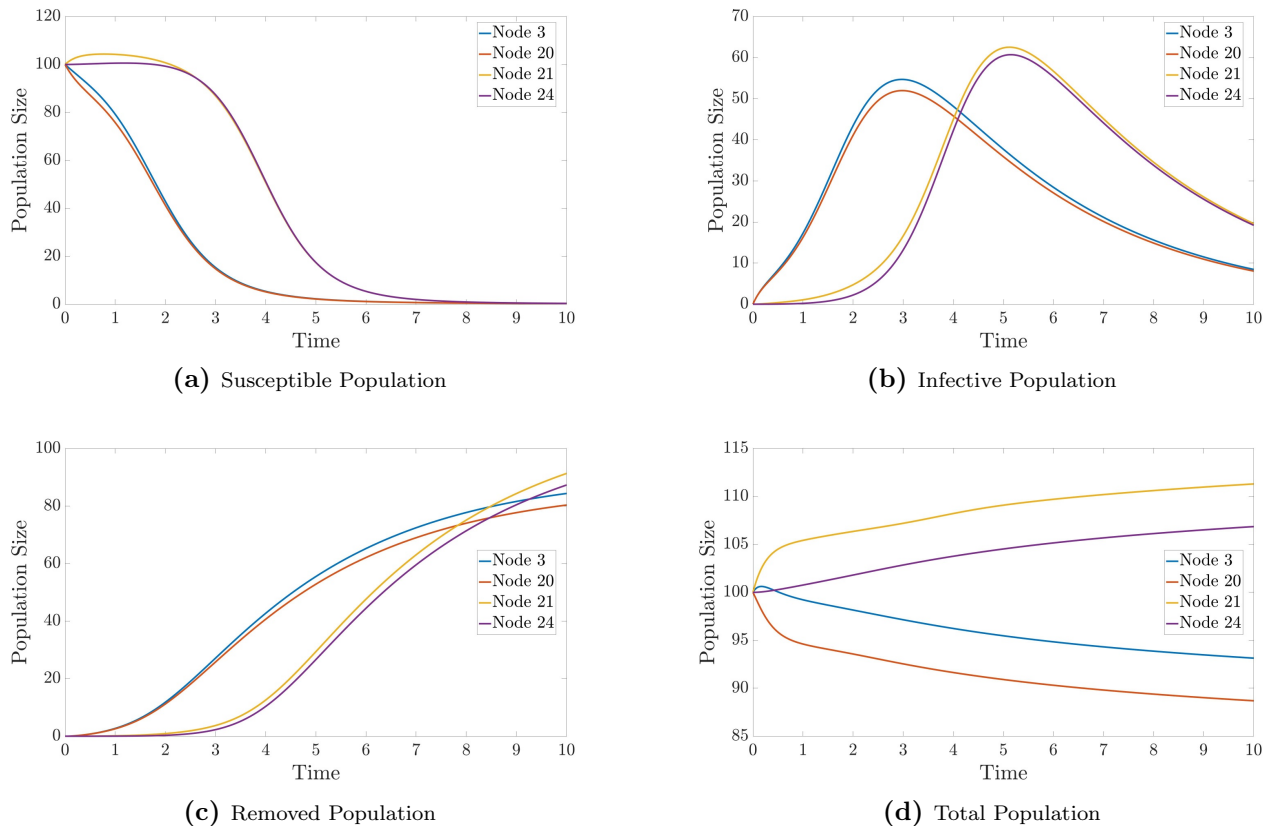 120
100
80
60
40
20
0
0 1 2 3 4 5 6 7 8 9 10
Population Size
Time
Node 3
Node 20
Node 21
Node 24
(a) Susceptible Population
70
60
50
40
30
20
10
0
0 1 2 3 4 5 6 7 8 9 10
Population Size
Time
Node 3
Node 20
Node 21
Node 24
(b) Infective Population
100
80
60
40
20
0
0 1 2 3 4 5 6 7 8 9 10
Population Size
Time
Node 3
Node 20
Node 21
Node 24
(c) Removed Population
115
110
105
100
95
90
85
0 1 2 3 4 5 6 7 8 9 10
Population Size
Time
Node 3
Node 20
Node 21
Node 24
(d) Total Population